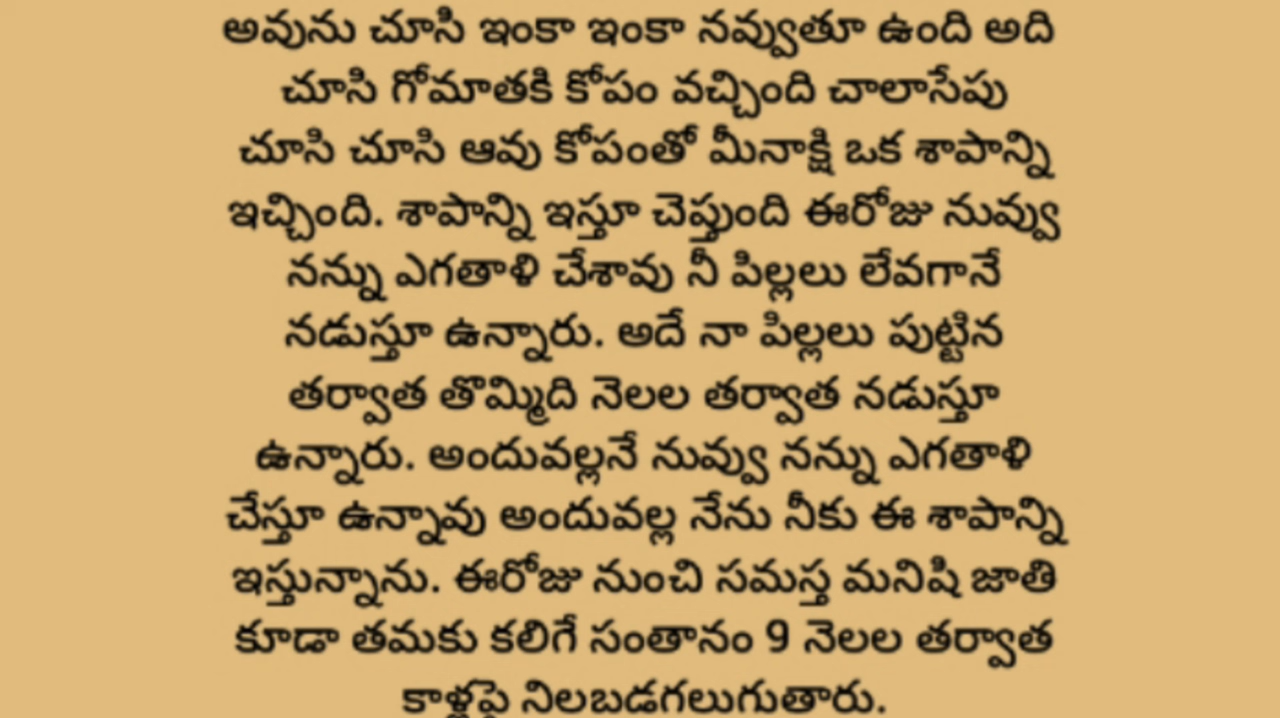 అవును చూసి ఇంకా ఇంకా నవ్వుతూ ఉంది అది
చూసి గోమాతకి కోపం వచ్చింది చాలాసేపు
చూసి చూసి ఆవు కోపంతో మీనాక్షి ఒక శాపాన్ని
ఇచ్చింది. శాపాన్ని ఇస్తూ చెప్తుంది ఈరోజు నువ్వు
నన్ను ఎగతాళి చేశావు నీ పిల్లలు లేవగానే
నడుస్తూ ఉన్నారు. అదే నా పిల్లలు పుట్టిన
తర్వాత తొమ్మిది నెలల తర్వాత నడుస్తూ
ఉన్నారు. అందువల్లనే నువ్వు నన్ను ఎగతాళి
చేస్తూ ఉన్నావు అందువల్ల నేను నీకు ఈ శాపాన్ని
ఇస్తున్నాను. ఈరోజు నుంచి సమస్త మనిషి జాతి
కూడా తమకు కలిగే సంతానం 9 నెలల తర్వాత
కాళ్లపై నిలబడగలుగుతారు.